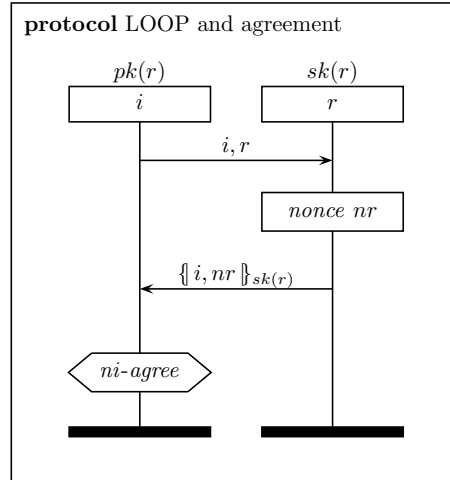 protocol LOOP and agreement
pk(r) sk(r)
i r
i, r
nonce nr
{| i, nr |}sk(r)
ni-agree